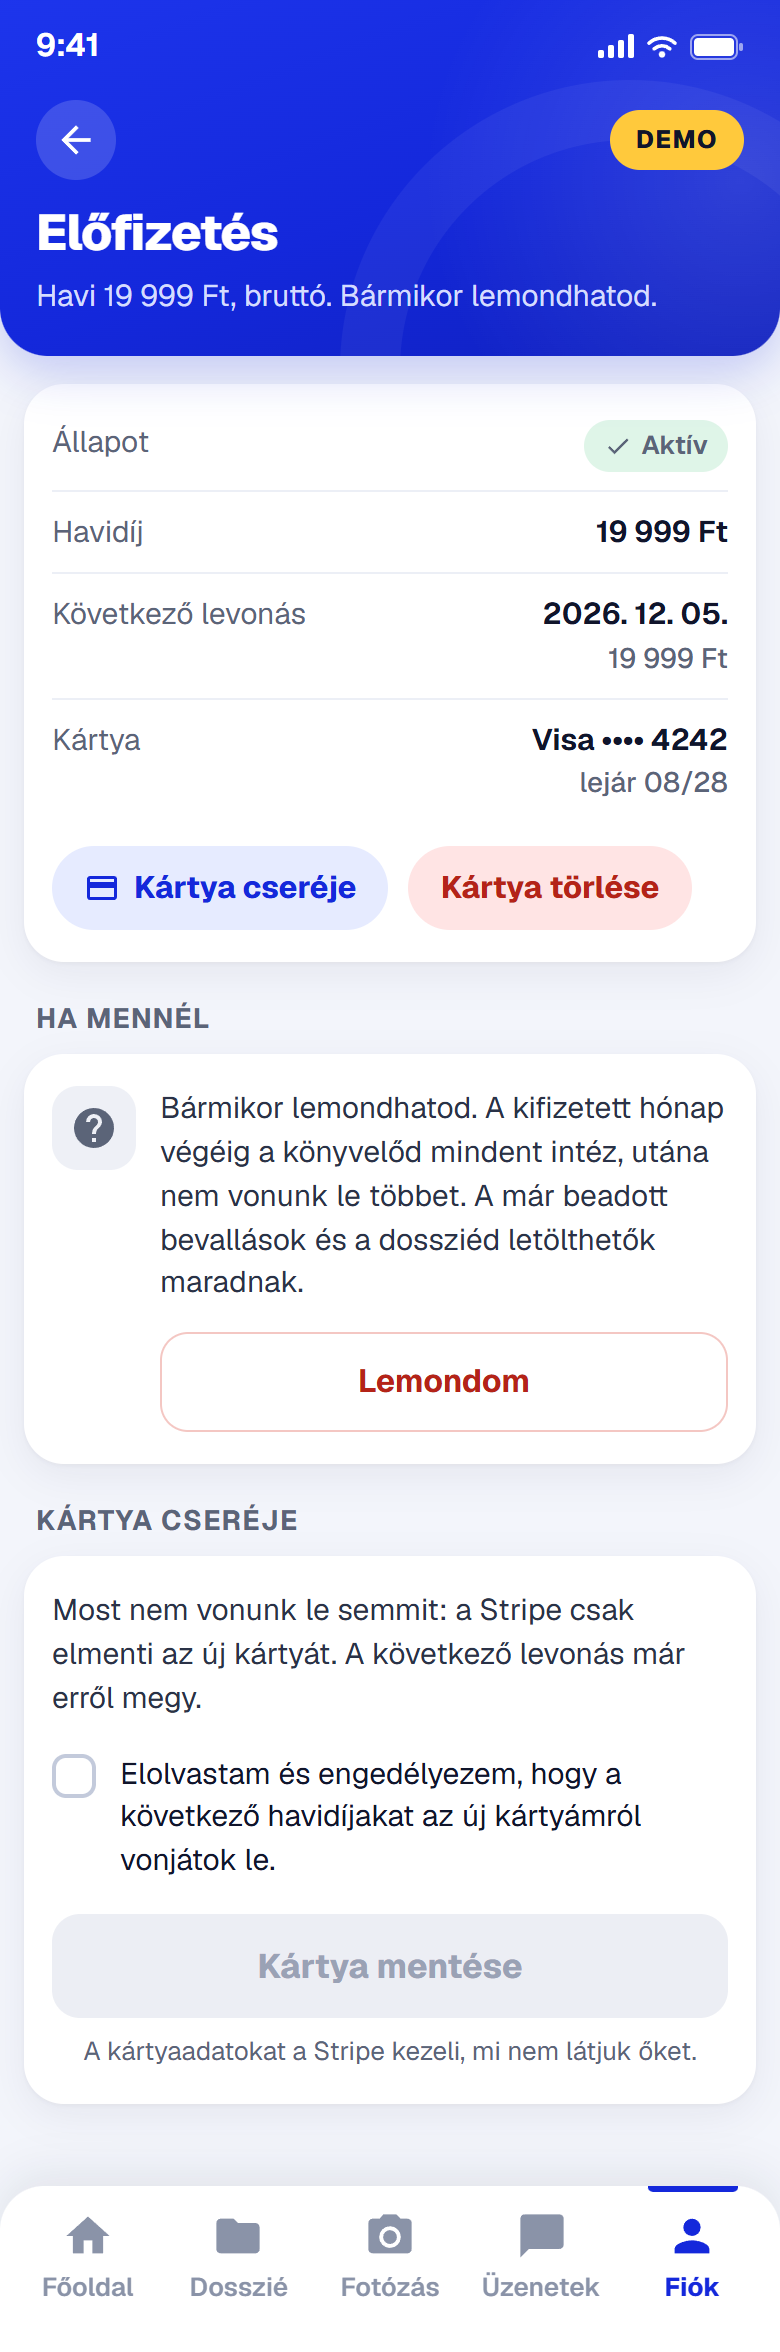 9:41
DEMO
Előfizetés
Havi 19 999 Ft, bruttó. Bármikor lemondhatod.
Állapot
Aktív
Havidíj
19 999 Ft
Következő levonás
2026. 12. 05.
19 999 Ft
Kártya
Visa •••• 4242
lejár 08/28
Kártya cseréje
Kártya törlése
HA MENNÉL
Bármikor lemondhatod. A kifizetett hónap
végéig a könyvelőd mindent intéz, utána
nem vonunk le többet. A már beadott
bevallások és a dossziéd letölthetők
maradnak.
Lemondom
KÁRTYA CSERÉJE
Most nem vonunk le semmit: a Stripe csak
elmenti az új kártyát. A következő levonás már
erről megy.
Elolvastam és engedélyezem, hogy a
következő havidíjakat az új kártyámról
vonjátok le.
Kártya mentése
A kártyaadatokat a Stripe kezeli, mi nem látjuk őket.
Főoldal
Dosszié
Fotózás
Üzenetek
Fiók